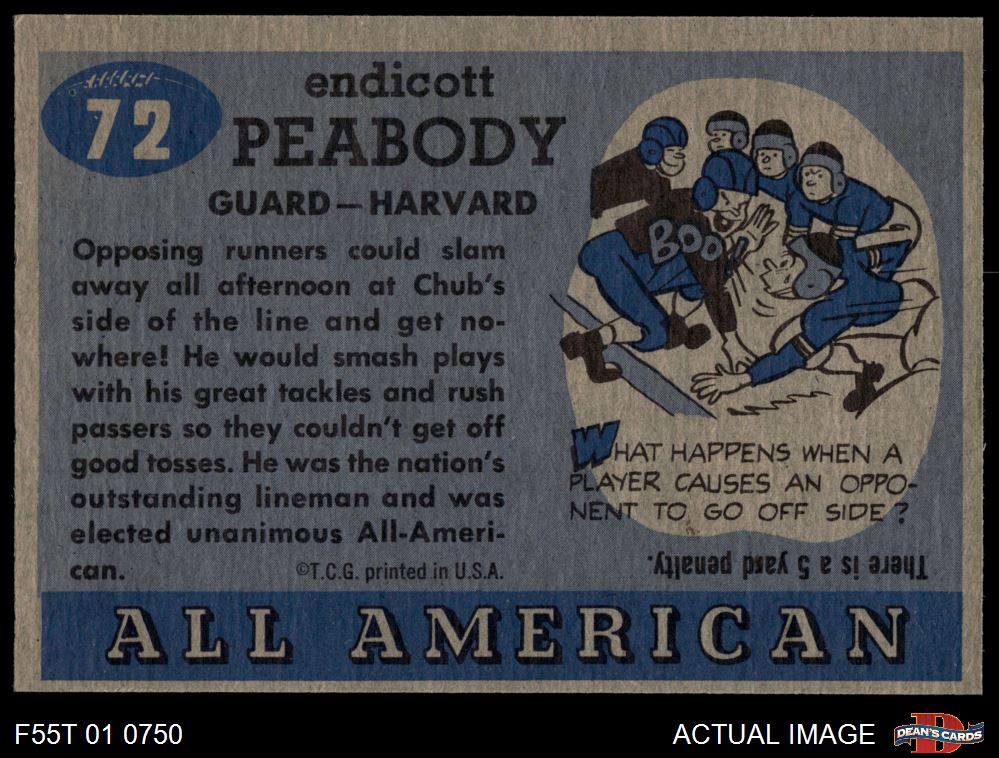 72
endicott
PEABODY
GUARD—HARVARD
Opposing runners could slam
away all afternoon at Chub's
side of the line and get no-
where! He would smash plays
with his great tackles and rush
passers so they couldn't get off
good tosses. He was the nation's
outstanding lineman and was
elected unanimous All-Ameri-
can.
©T.C.G. printed in U.S.A.
BOO
WHAT HAPPENS WHEN A
PLAYER CAUSES AN OPPO-
NENT TO GO OFF SIDE?
There is a 5 yard penalty.
ALL AMERICAN
F55T 01 0750
ACTUAL IMAGE
DEAN'S CARDS